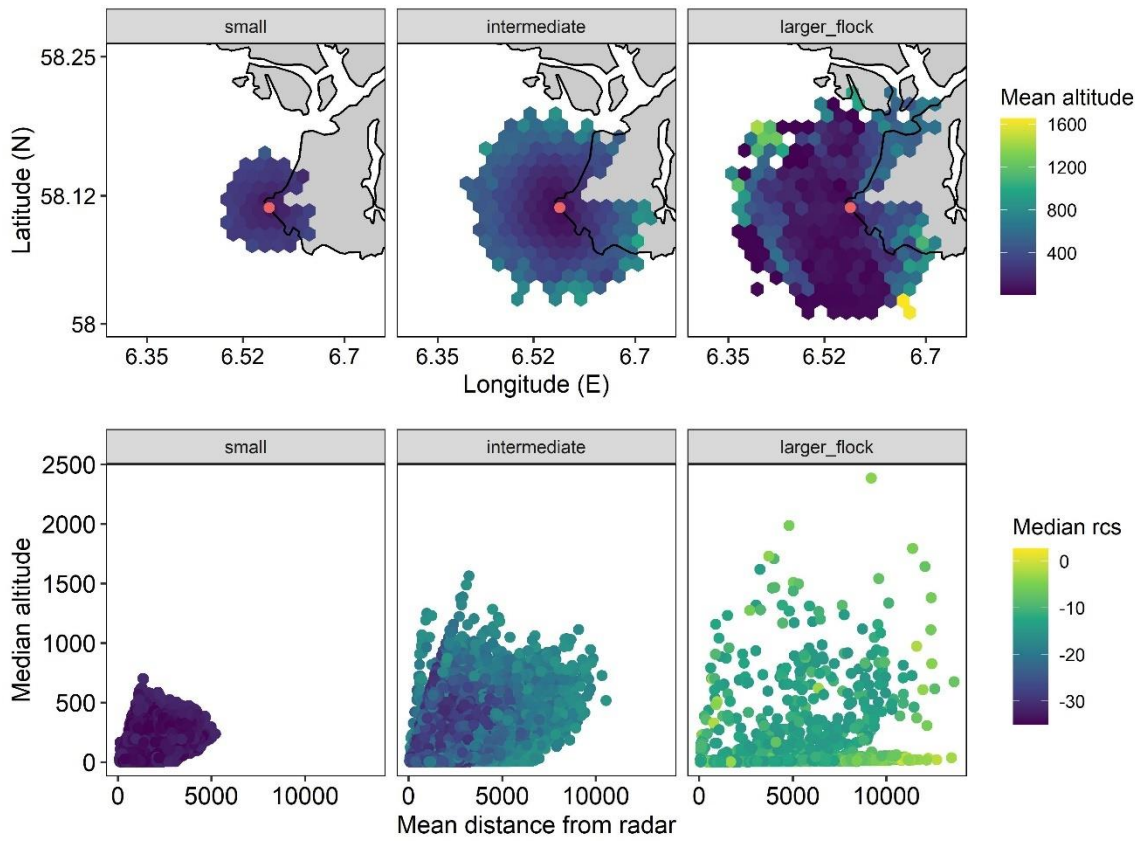 small
intermediate
larger_flock
58.25
58.12
58
Latitude (N)
6.35
6.52
6.7
6.35
6.52
6.7
6.35
6.52
6.7
Longitude (E)
Mean altitude
1600
1200
800
400
small
intermediate
larger_flock
2500
2000
1500
1000
500
0
Median altitude
0
5000
10000
0
5000
10000
0
5000
10000
Mean distance from radar
Median rcs
0
-10
-20
-30